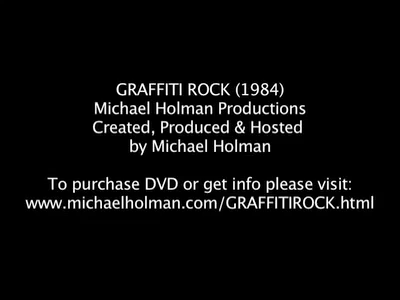 GRAFFITI ROCK (1984)
Michael Holman Productions
Created, Produced & Hosted
by Michael Holman
To purchase DVD or get info please visit:
www.michaelholman.com/GRAFFITIROCK.html